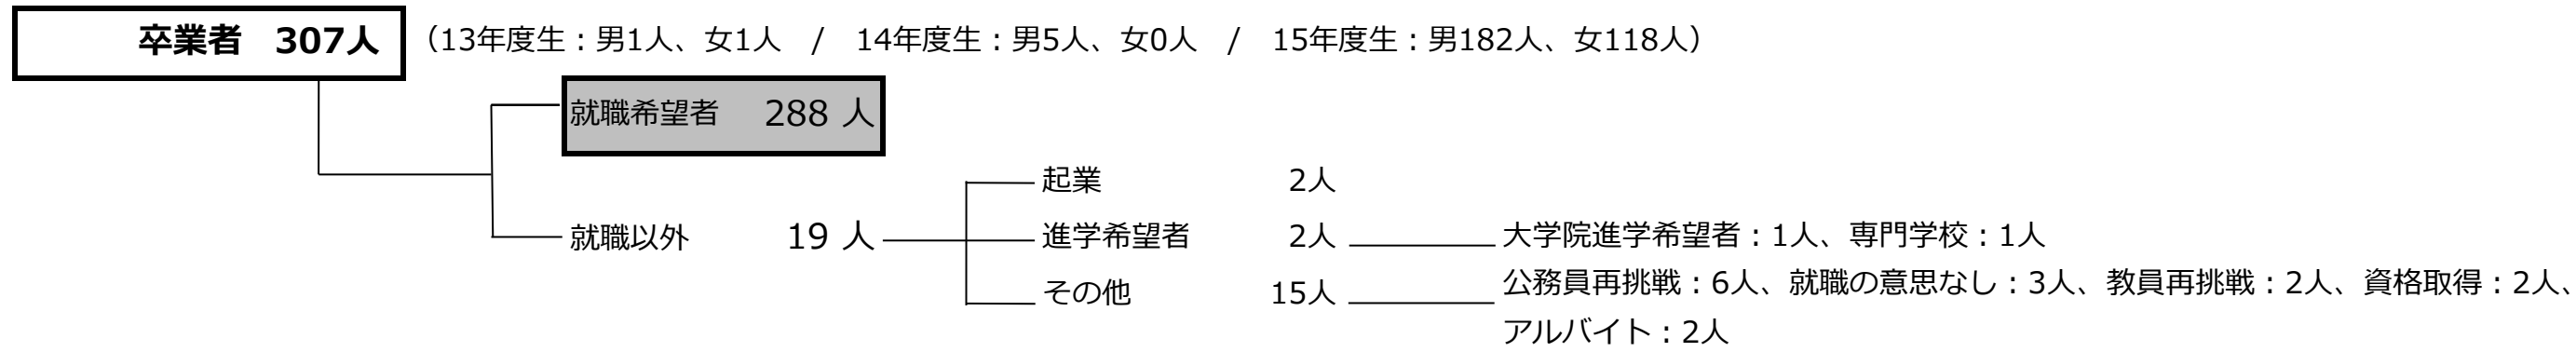 卒業者 307人 （13年度生：男1人、女1人 / 14年度生：男5人、女0人 / 15年度生：男182人、女118人）
就職希望者 288 人
起業 2人
就職以外 19 人 進学希望者 2人 大学院進学希望者：1人、専門学校：1人
その他 15人 公務員再挑戦：6人、就職の意思なし：3人、教員再挑戦：2人、資格取得：2人、
アルバイト：2人